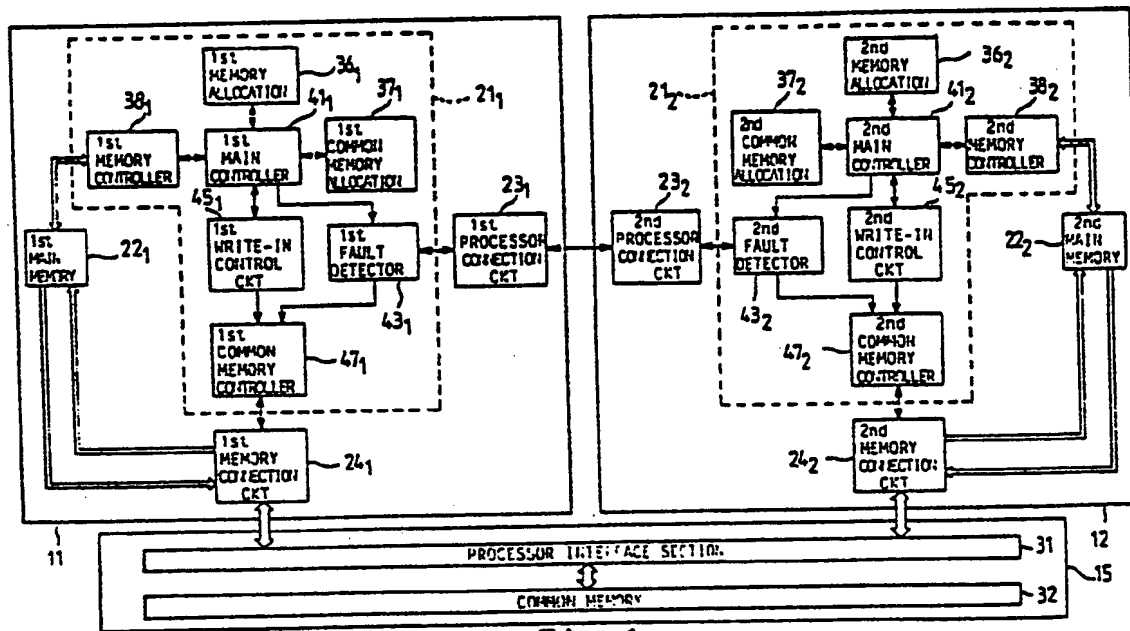 1st
MEMORY
ALLOCATION
36₁
38₁
1st
MEMORY
CONTROLLER
41₁
1st
MAIN
CONTROLLER
37₁
1st
COMMON
MEMORY
ALLOCATION
21₁
45₁
1st
WRITE-IN
CONTROL
CKT
1st
FAULT
DETECTOR
43₁
23₁
1st
PROCESSOR
CONNECTION
CKT
1st
MAIN
MEMORY
22₁
1st
COMMON
MEMORY
CONTROLLER
47₁
1st
MEMORY
CONNECTION
CKT
24₁
11
2nd
MEMORY
ALLOCATION
36₂
37₂
2nd
COMMON
MEMORY
ALLOCATION
21₂
41₂
2nd
MAIN
CONTROLLER
38₂
2nd
MEMORY
CONTROLLER
23₂
2nd
PROCESSOR
CONNECTION
CKT
2nd
FAULT
DETECTOR
43₂
45₂
2nd
WRITE-IN
CONTROL
CKT
22₂
2nd
MAIN
MEMORY
47₂
2nd
COMMON
MEMORY
CONTROLLER
24₂
2nd
MEMORY
CONNECTION
CKT
12
PROCESSOR INTERFACE SECTION
31
15
COMMON MEMORY
32